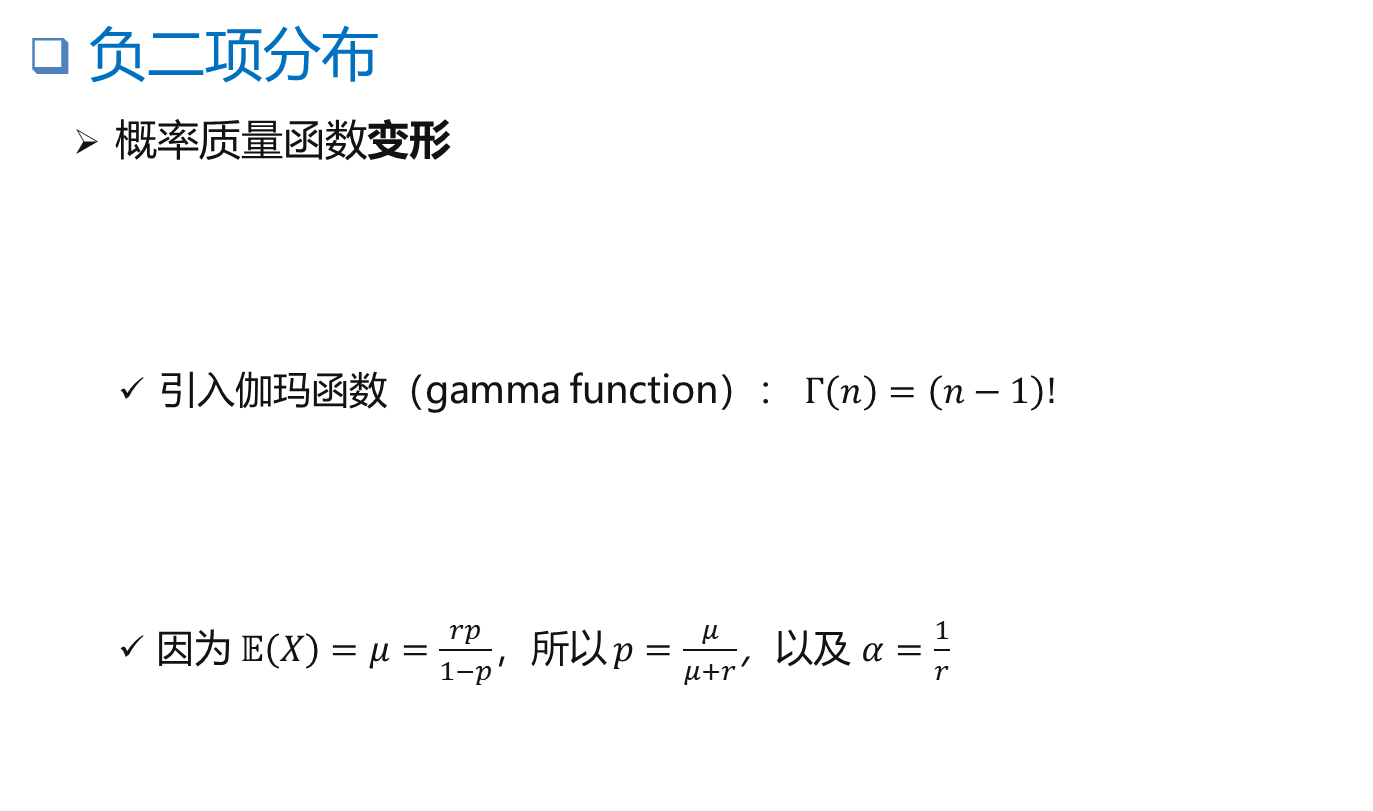 负二项分布
概率质量函数变形
引入伽玛函数（gamma function）： Γ(n) = (n − 1)!
因为 𝔼(X) = μ = rp/(1−p)，所以 p = μ/(μ+r)，以及 α = 1/r